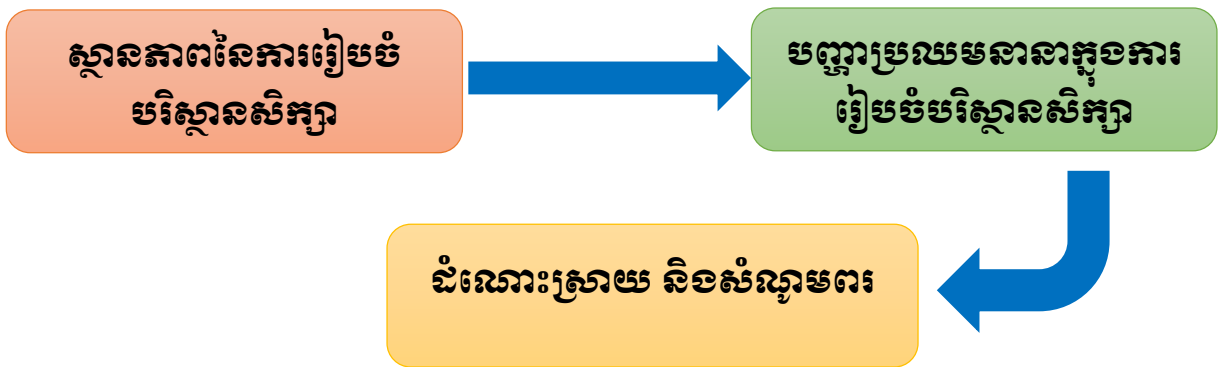 ស្ថានភាពនៃការរៀបចំ
បរិស្ថានសិក្សា
បញ្ហាប្រឈមនានាក្នុងការ
រៀបចំបរិស្ថានសិក្សា
ដំណោះស្រាយ និងសំណូមពរ